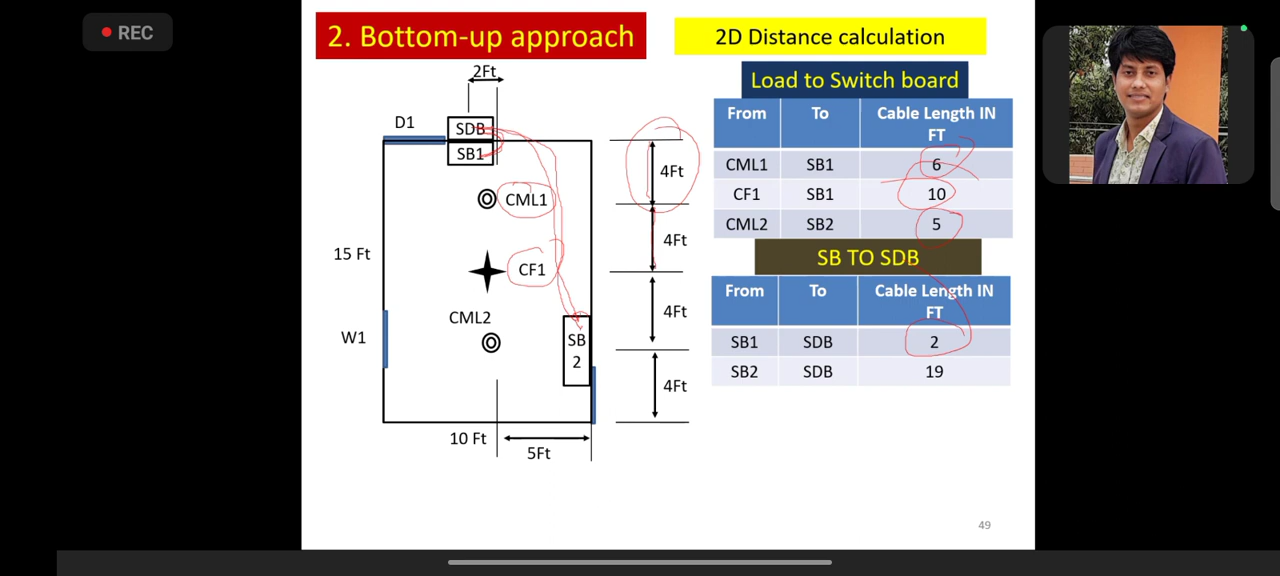 REC
2. Bottom-up approach
2D Distance calculation
2Ft
Load to Switch board
From To Cable Length IN FT
CML1 SB1 6
CF1 SB1 10
CML2 SB2 5
SB TO SDB
From To Cable Length IN FT
SB1 SDB 2
SB2 SDB 19
D1
SDB
SB1
4Ft
CML1
4Ft
15 Ft
CF1
CML2
4Ft
W1
SB
2
4Ft
10 Ft
5Ft
49